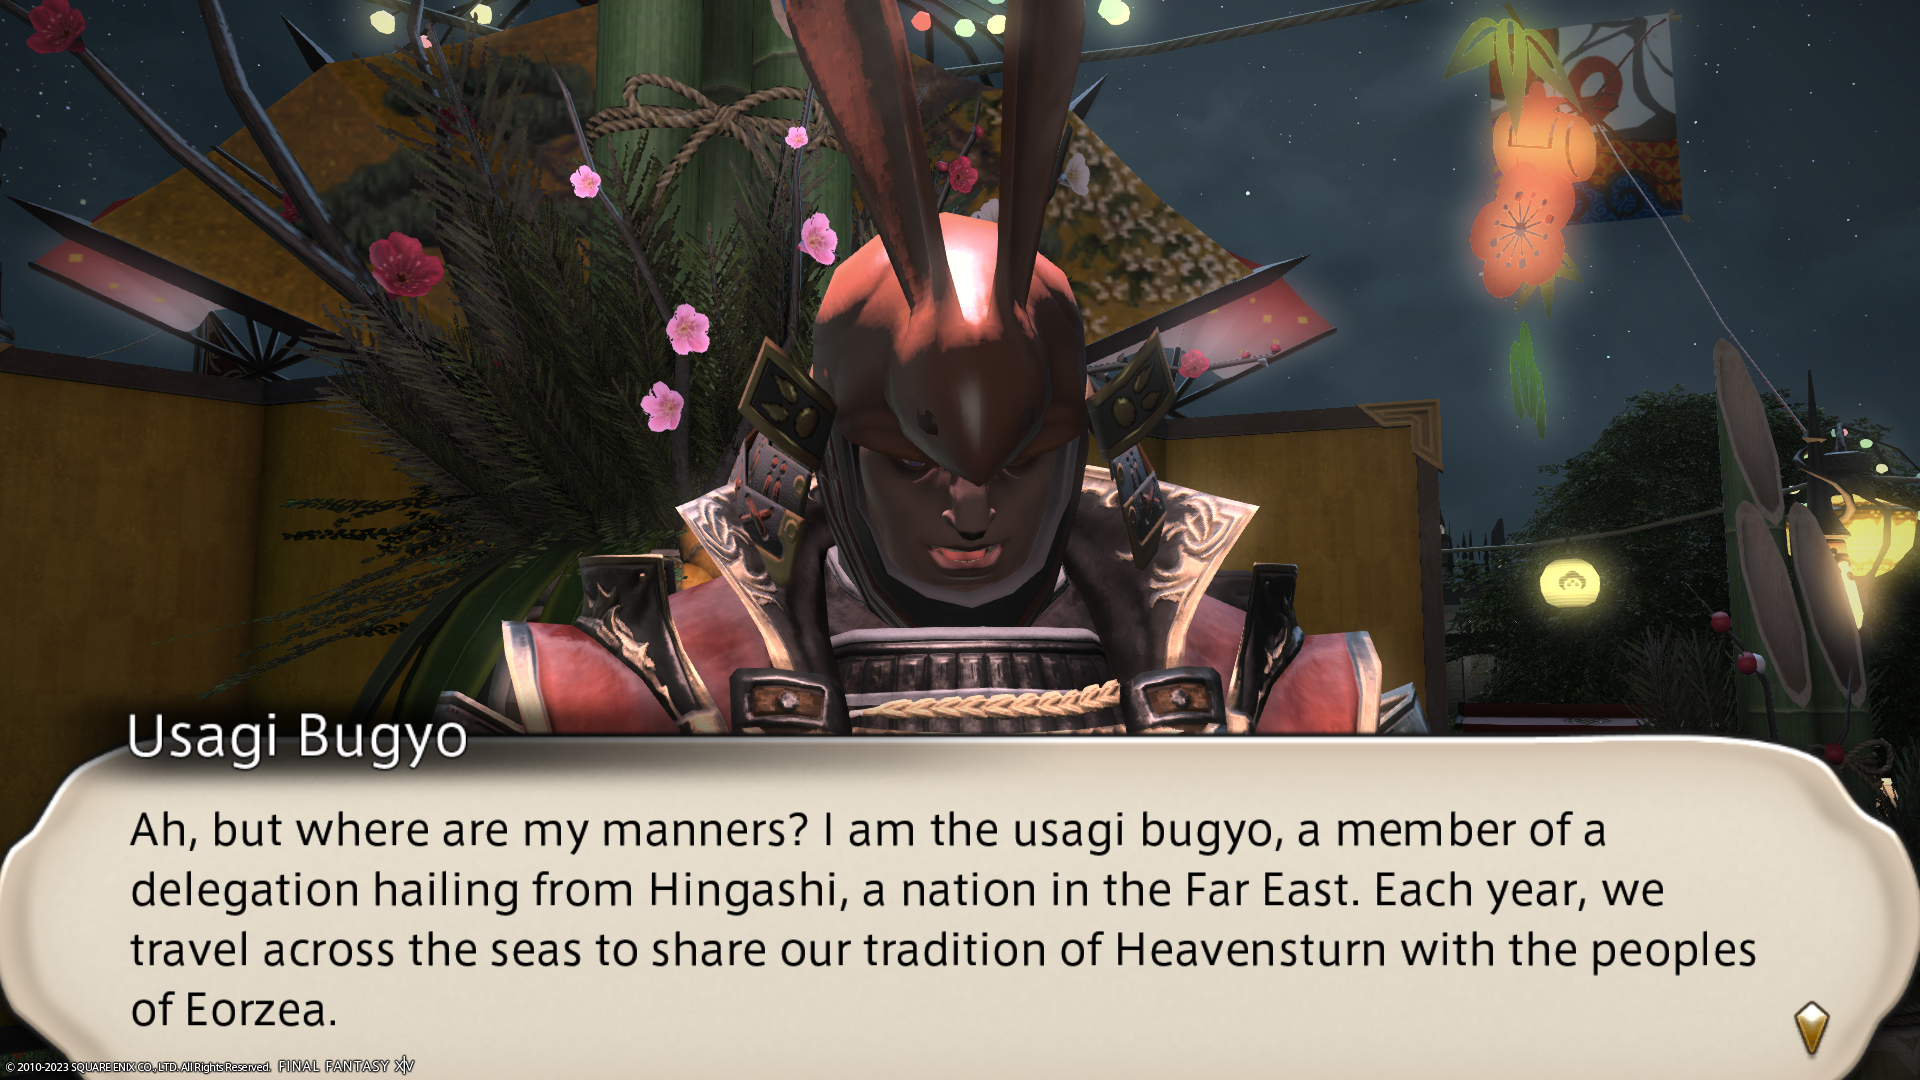 Usagi Bugyo
Ah, but where are my manners? I am the usagi bugyo, a member of a
delegation hailing from Hingashi, a nation in the Far East. Each year, we
travel across the seas to share our tradition of Heavensturn with the peoples
of Eorzea.
© 2010-2023 SQUARE ENIX CO., LTD. All Rights Reserved. FINAL FANTASY XIV